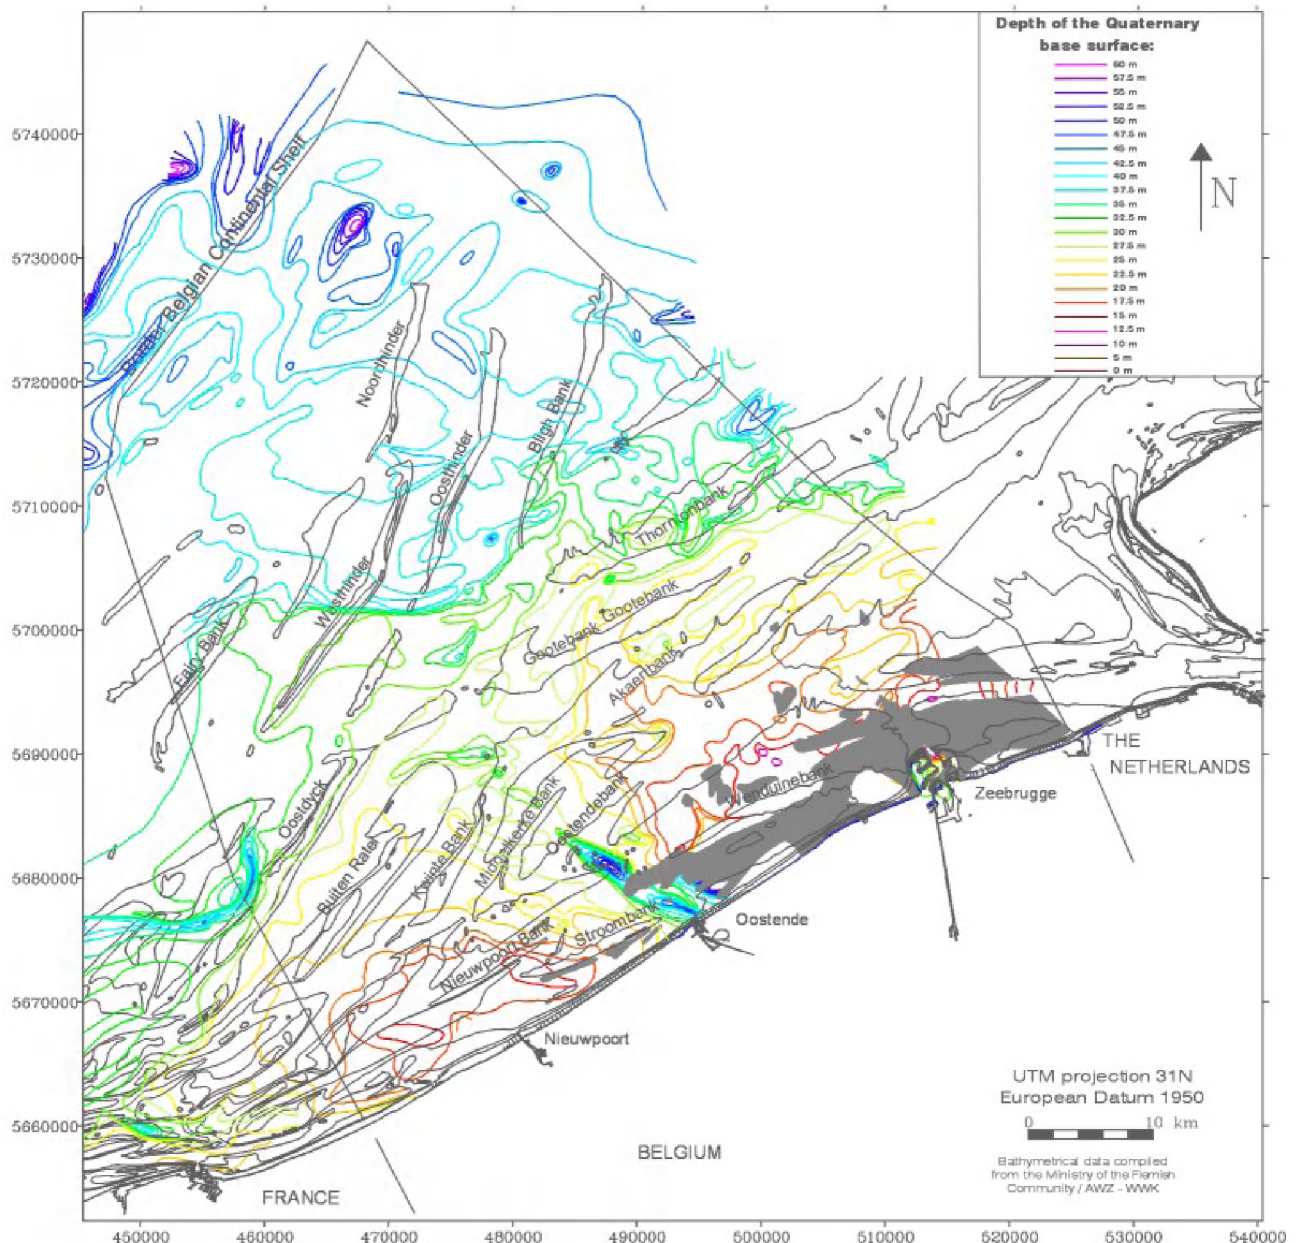 Depth of the Quaternary
base surface:
60 m
57.5 m
55 m
52.5 m
50 m
47.5 m
45 m
42.5 m
40 m
37.5 m
35 m
32.5 m
30 m
27.5 m
25 m
22.5 m
20 m
17.5 m
15 m
12.5 m
10 m
5 m
0 m
N
5740000
5730000
5720000
5710000
5700000
5690000
5680000
5670000
5660000
Border Belgian Continental Shelf
Noordhinder
Oosthinder
Bligh Bank
Thorntonbank
Westhinder
Fairy Bank
Gootebank
Gootebank
Akaertbank
THE
NETHERLANDS
Zeebrugge
Wenduinebank
Oostdyck
Buiten Ratel
Kwinte Bank
Middelkerke Bank
Oostendebank
Oostende
Stroombank
Nieuwpoort Bank
Nieuwpoort
BELGIUM
FRANCE
UTM projection 31N
European Datum 1950
0 10 km
Bathymetrical data compiled
from the Ministry of the Flemish
Community / AWZ - WWK
450000 460000 470000 480000 490000 500000 510000 520000 530000 540000